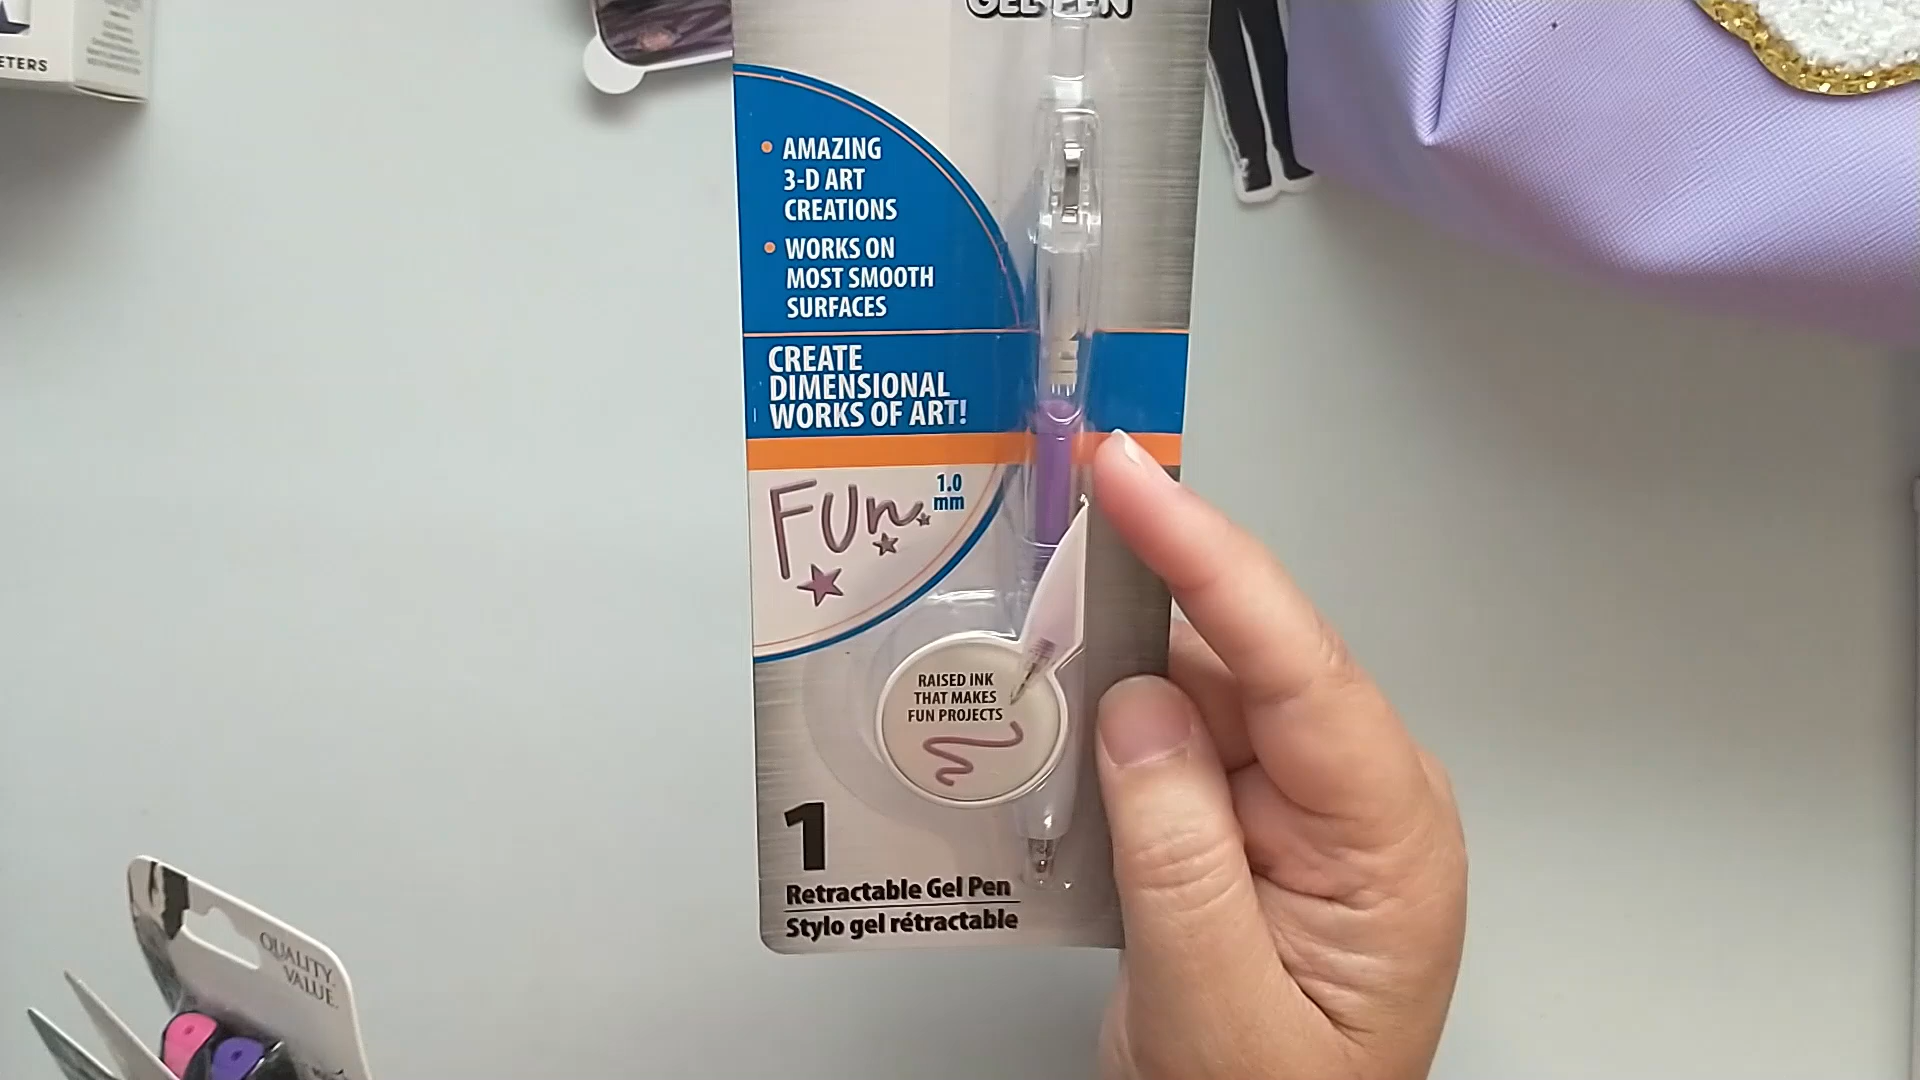 GEL PEN
ETERS
AMAZING
3-D ART
CREATIONS
WORKS ON
MOST SMOOTH
SURFACES
CREATE
DIMENSIONAL
WORKS OF ART!
FUn
1.0
mm
RAISED INK
THAT MAKES
FUN PROJECTS
1
Retractable Gel Pen
Stylo gel rétractable
QUALITY.
VALUE.